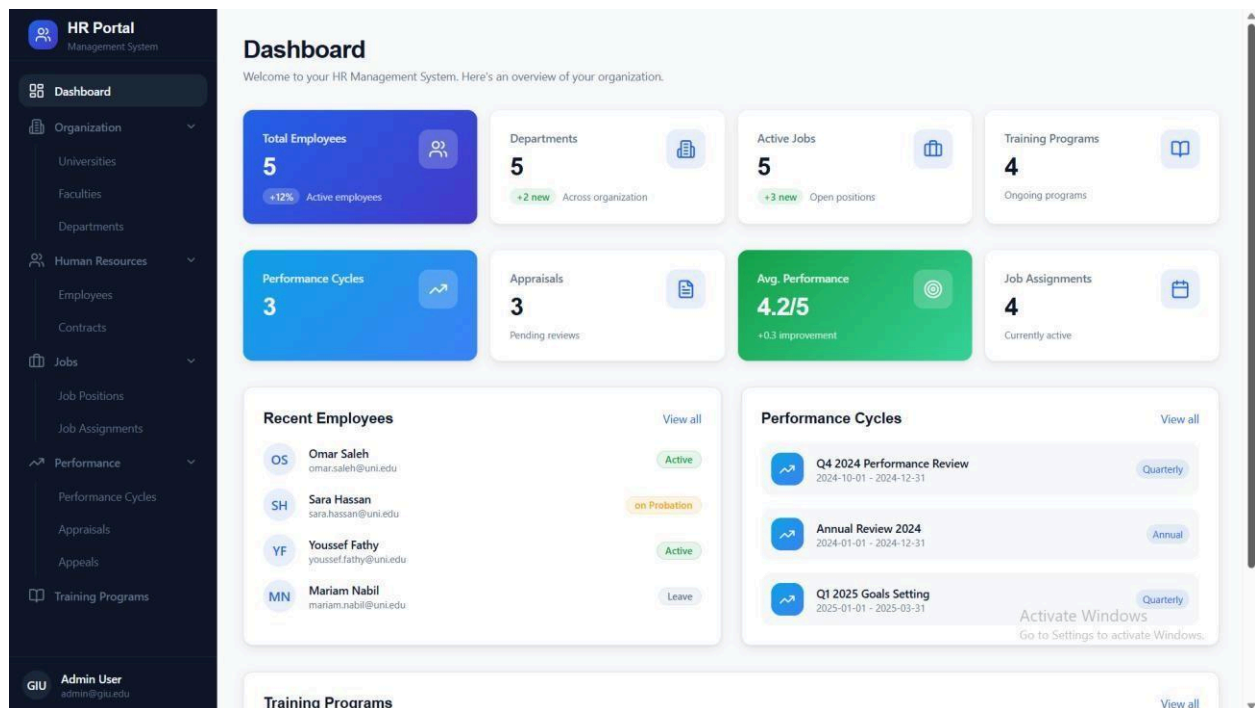 HR Portal
Management System
Dashboard
Organization
Universities
Faculties
Departments
Human Resources
Employees
Contracts
Jobs
Job Positions
Job Assignments
Performance
Performance Cycles
Appraisals
Appeals
Training Programs
GIU
Admin User
admin@giu.edu
Dashboard
Welcome to your HR Management System. Here's an overview of your organization.
Total Employees
5
+12% Active employees
Departments
5
+2 new Across organization
Active Jobs
5
+3 new Open positions
Training Programs
4
Ongoing programs
Performance Cycles
3
Appraisals
3
Pending reviews
Avg. Performance
4.2/5
+0.3 improvement
Job Assignments
4
Currently active
Recent Employees View all
OS Omar Saleh Active
omar.saleh@uni.edu
SH Sara Hassan on Probation
sara.hassan@uni.edu
YF Youssef Fathy Active
youssef.fathy@uni.edu
MN Mariam Nabil Leave
mariam.nabil@uni.edu
Performance Cycles View all
Q4 2024 Performance Review Quarterly
2024-10-01 - 2024-12-31
Annual Review 2024 Annual
2024-01-01 - 2024-12-31
Q1 2025 Goals Setting Quarterly
2025-01-01 - 2025-03-31
Activate Windows
Go to Settings to activate Windows.
Training Programs View all